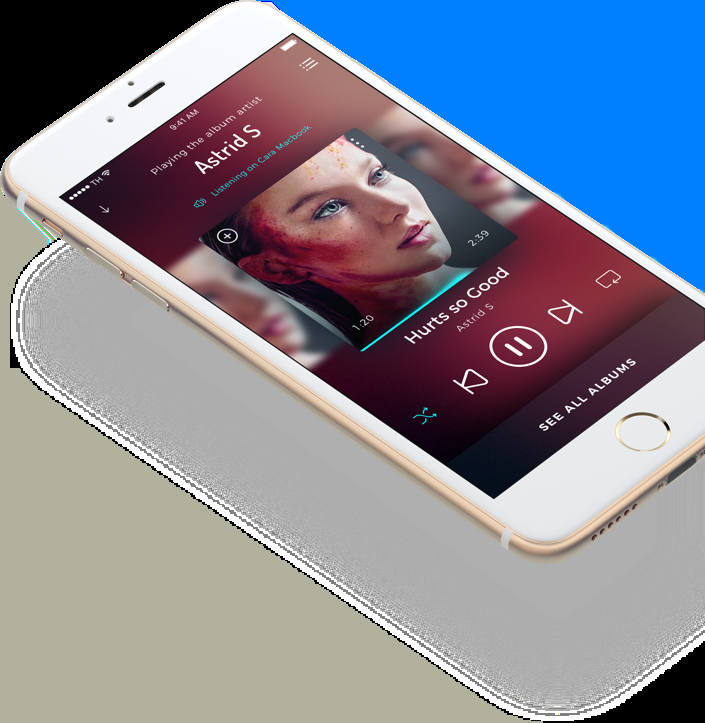 TH
9:41 AM
Playing the album artist
Astrid S
Listening on Cara Macbook
1:20
2:39
Hurts so Good
Astrid S
SEE ALL ALBUMS